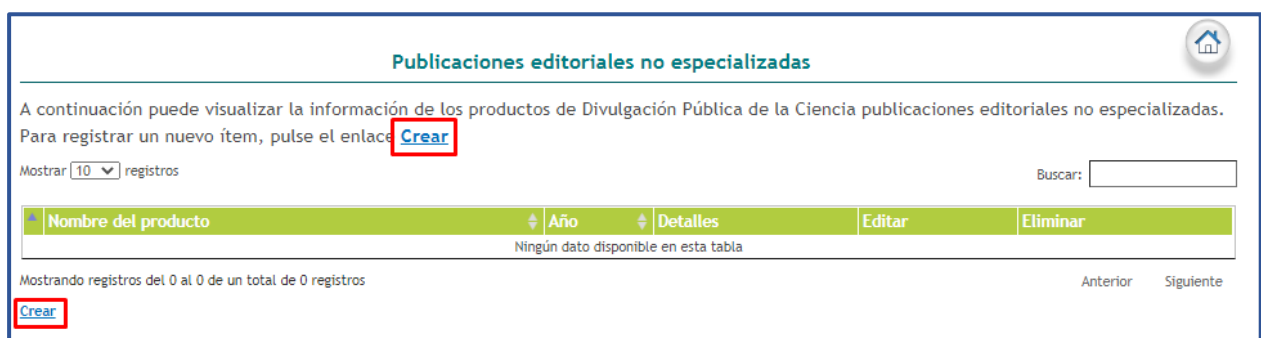 Publicaciones editoriales no especializadas
A continuación puede visualizar la información de los productos de Divulgación Pública de la Ciencia publicaciones editoriales no especializadas.
Para registrar un nuevo ítem, pulse el enlace Crear
Mostrar 10 registros
Buscar:
Nombre del producto Año Detalles Editar Eliminar
Ningún dato disponible en esta tabla
Mostrando registros del 0 al 0 de un total de 0 registros
Anterior Siguiente
Crear